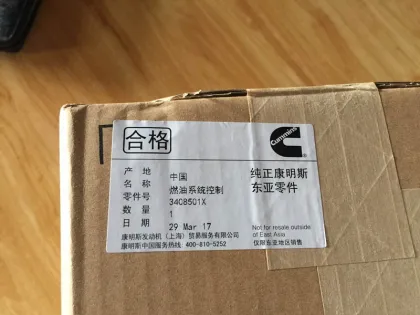 合格
Cummins
产 地 中国
名 称 燃油系统控制
零件号 3408501X
数 量 1
日 期 29 Mar 17
纯正康明斯
东亚零件
Not for resale outside
of East Asia
仅限东亚地区销售
康明斯发动机(上海)贸易服务有限公司
康明斯中国服务热线: 400-810-5252